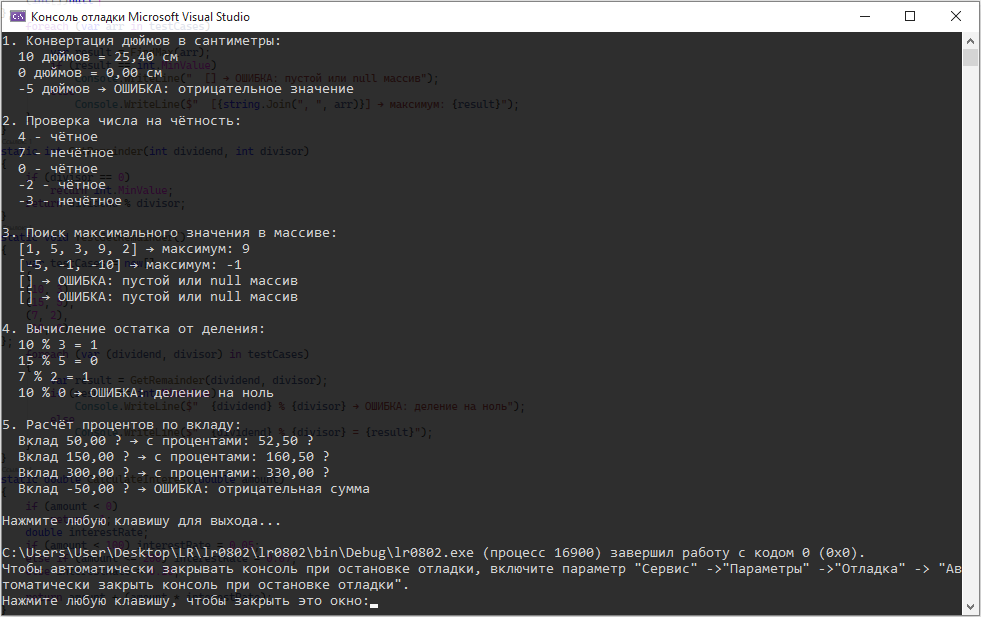 Консоль отладки Microsoft Visual Studio
1. Конвертация дюймов в сантиметры:
10 дюймов = 25,40 см
0 дюймов = 0,00 см
-5 дюймов → ОШИБКА: отрицательное значение
2. Проверка числа на чётность:
4 - чётное
7 - нечётное
0 - чётное
-2 - чётное
-3 - нечётное
3. Поиск максимального значения в массиве:
[1, 5, 3, 9, 2] → максимум: 9
[-5, -1, -10] → максимум: -1
[] → ОШИБКА: пустой или null массив
[] → ОШИБКА: пустой или null массив
4. Вычисление остатка от деления:
10 % 3 = 1
15 % 5 = 0
7 % 2 = 1
10 % 0 → ОШИБКА: деление на ноль
5. Расчёт процентов по вкладу:
Вклад 50,00 ? → с процентами: 52,50 ?
Вклад 150,00 ? → с процентами: 160,50 ?
Вклад 300,00 ? → с процентами: 330,00 ?
Вклад -50,00 ? → ОШИБКА: отрицательная сумма
Нажмите любую клавишу для выхода...
C:\Users\User\Desktop\LR\lr0802\lr0802\bin\Debug\lr0802.exe (процесс 16900) завершил работу с кодом 0 (0x0).
Чтобы автоматически закрывать консоль при остановке отладки, включите параметр "Сервис" ->"Параметры" ->"Отладка" -> "Ав
томатически закрыть консоль при остановке отладки".
Нажмите любую клавишу, чтобы закрыть это окно: